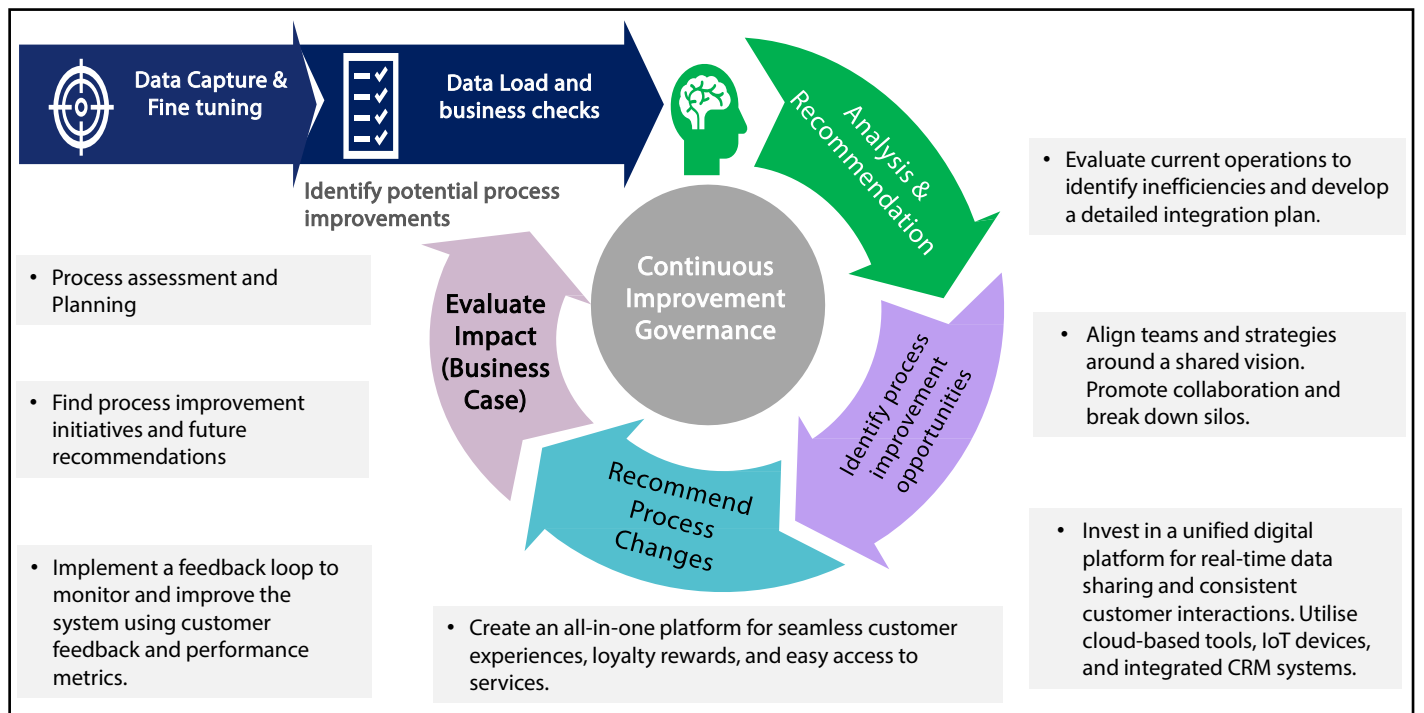 Data Capture &
Fine tuning
Data Load and
business checks
Identify potential process
improvements
Analysis &
Recommendation
Continuous
Improvement
Governance
Identify process
improvement
opportunities
Recommend
Process
Changes
Evaluate
Impact
(Business
Case)
• Process assessment and
Planning
• Find process improvement
initiatives and future
recommendations
• Implement a feedback loop to
monitor and improve the
system using customer
feedback and performance
metrics.
• Create an all-in-one platform for seamless customer
experiences, loyalty rewards, and easy access to
services.
• Evaluate current operations to
identify inefficiencies and develop
a detailed integration plan.
• Align teams and strategies
around a shared vision.
Promote collaboration and
break down silos.
• Invest in a unified digital
platform for real-time data
sharing and consistent
customer interactions. Utilise
cloud-based tools, IoT devices,
and integrated CRM systems.